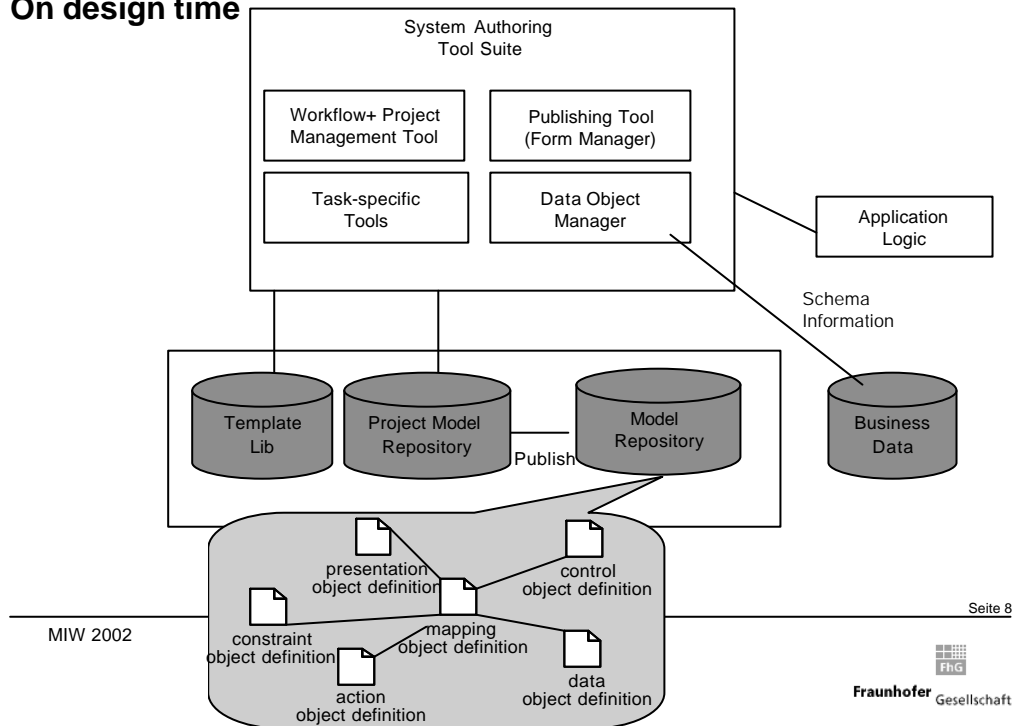 On design time
System Authoring
Tool Suite
Workflow+ Project
Management Tool
Publishing Tool
(Form Manager)
Task-specific
Tools
Data Object
Manager
Application
Logic
Schema
Information
Template
Lib
Project Model
Repository
Publish
Model
Repository
Business
Data
presentation
object definition
control
object definition
constraint
object definition
mapping
object definition
action
object definition
data
object definition
MIW 2002
Seite 8
FhG
Fraunhofer Gesellschaft